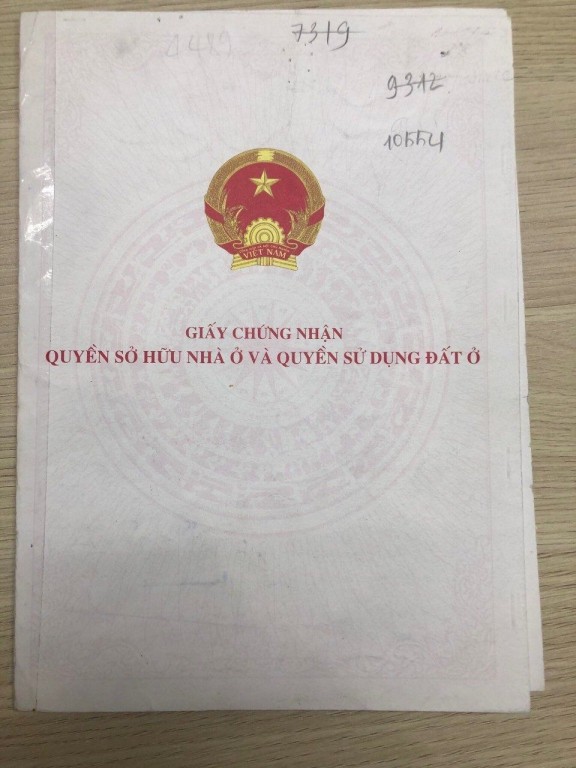 7319
9312
10554
VIỆT NAM
GIẤY CHỨNG NHẬN
QUYỀN SỞ HỮU NHÀ Ở VÀ QUYỀN SỬ DỤNG ĐẤT Ở